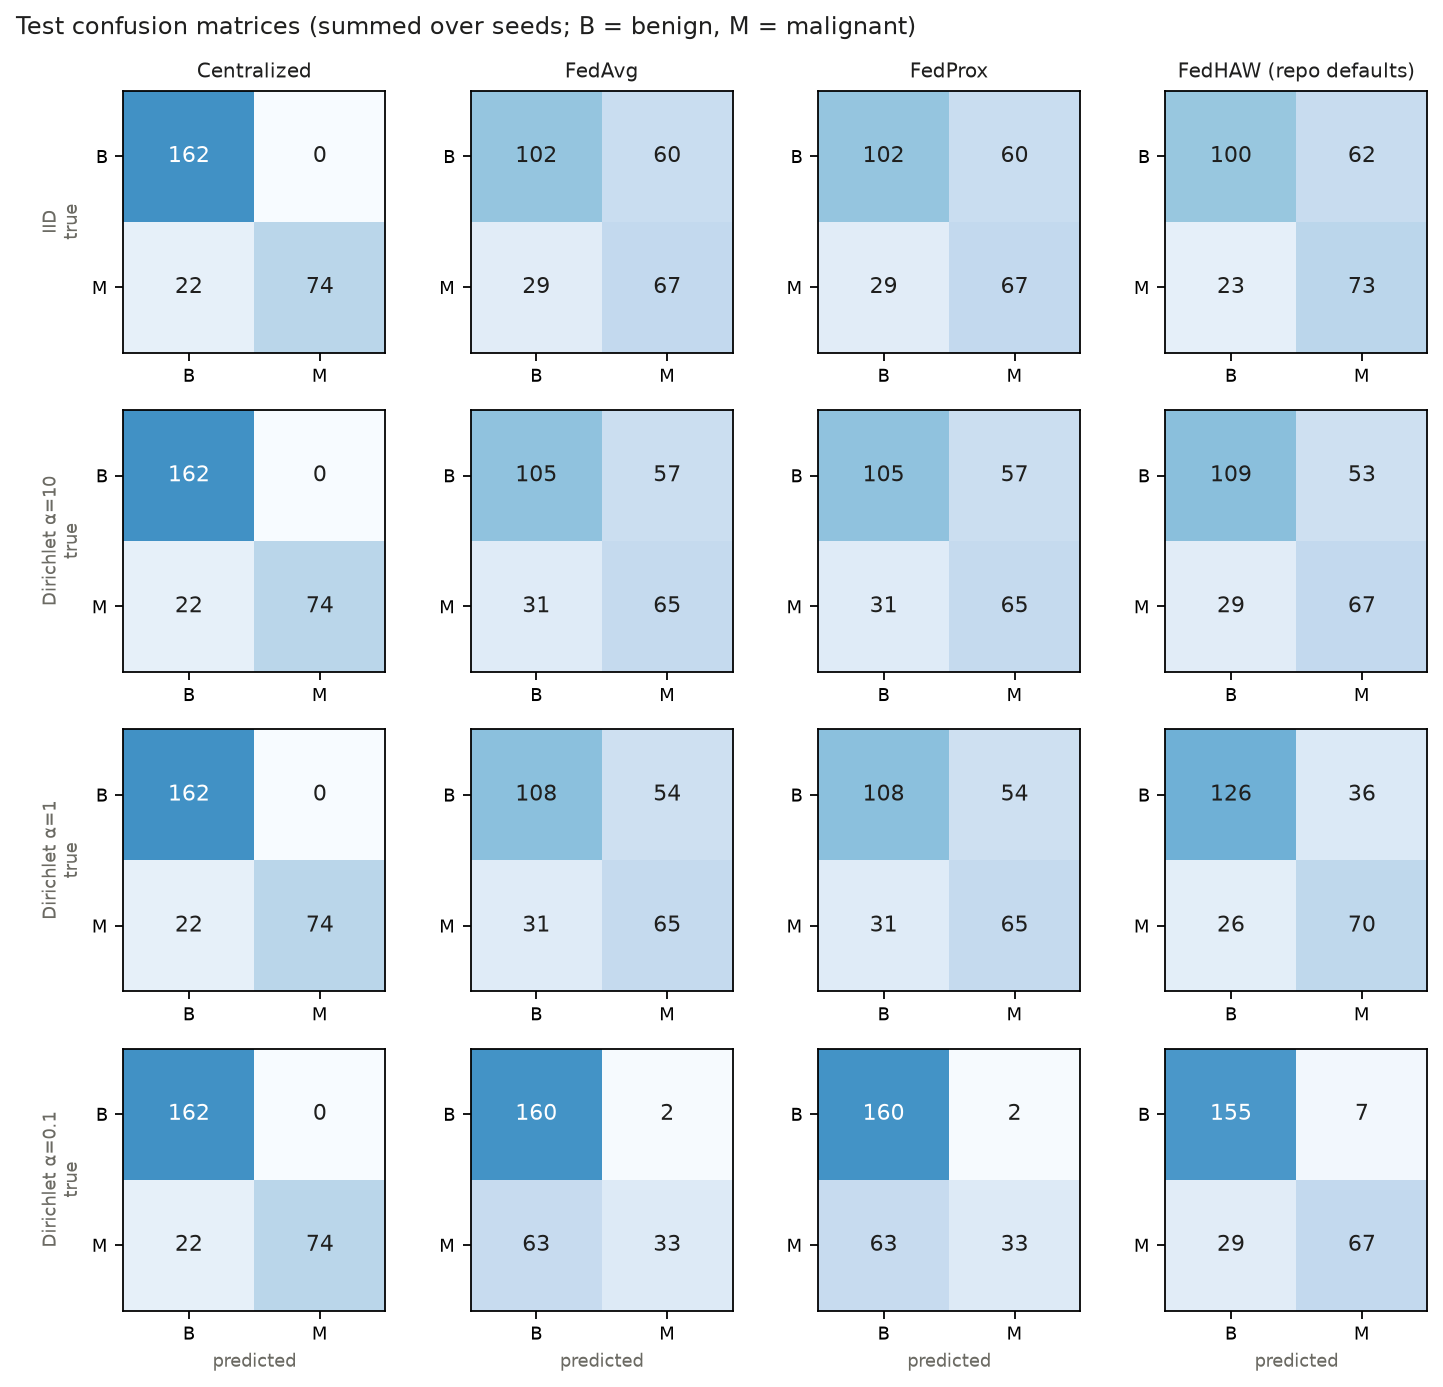 Test confusion matrices (summed over seeds; B = benign, M = malignant)
Centralized FedAvg FedProx FedHAW (repo defaults)
IID
true
B 162 0 B 102 60 B 102 60 B 100 62
M 22 74 M 29 67 M 29 67 M 23 73
B M B M B M B M
Dirichlet α=10
true
B 162 0 B 105 57 B 105 57 B 109 53
M 22 74 M 31 65 M 31 65 M 29 67
B M B M B M B M
Dirichlet α=1
true
B 162 0 B 108 54 B 108 54 B 126 36
M 22 74 M 31 65 M 31 65 M 26 70
B M B M B M B M
Dirichlet α=0.1
true
B 162 0 B 160 2 B 160 2 B 155 7
M 22 74 M 63 33 M 63 33 M 29 67
B M B M B M B M
predicted predicted predicted predicted